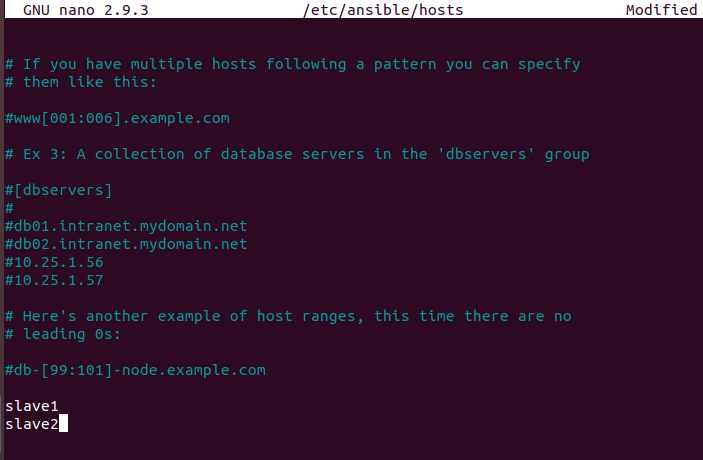 GNU nano 2.9.3 /etc/ansible/hosts Modified
# If you have multiple hosts following a pattern you can specify
# them like this:
#www[001:006].example.com
# Ex 3: A collection of database servers in the 'dbservers' group
#[dbservers]
#
#db01.intranet.mydomain.net
#db02.intranet.mydomain.net
#10.25.1.56
#10.25.1.57
# Here's another example of host ranges, this time there are no
# leading 0s:
#db-[99:101]-node.example.com
slave1
slave2